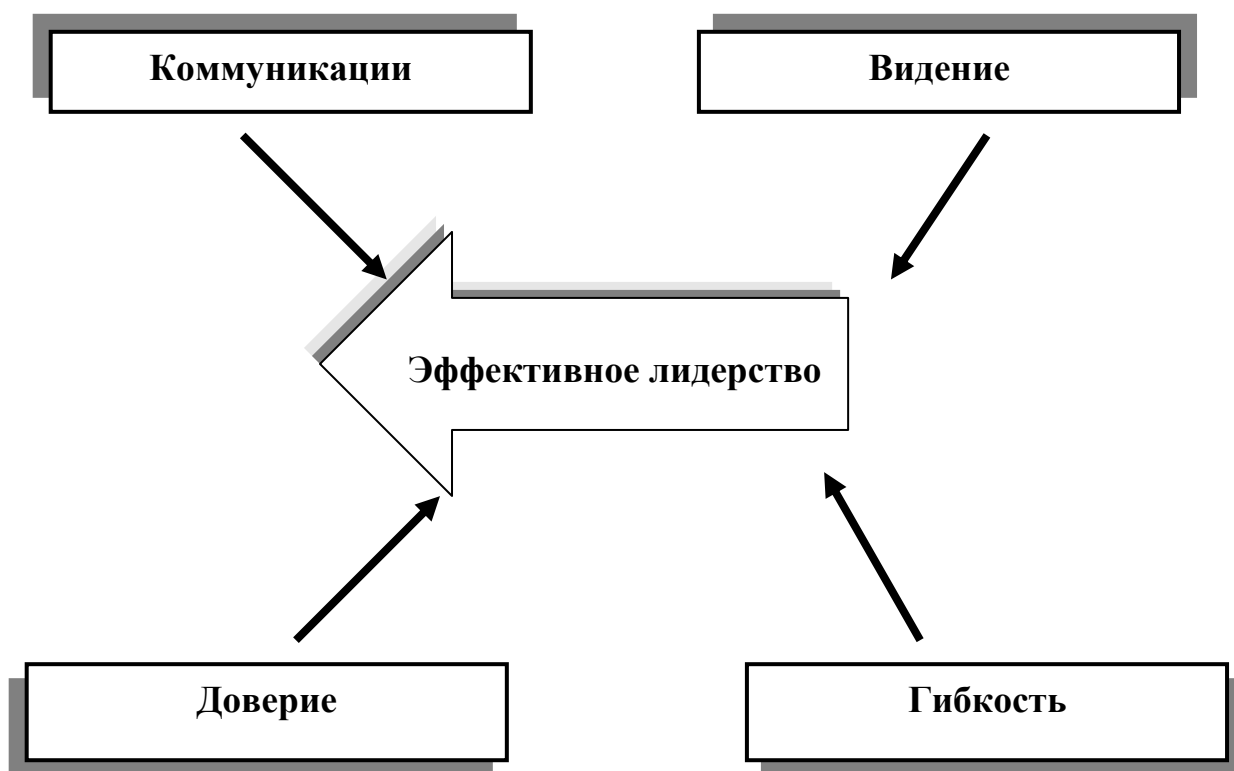 Коммуникации
Видение
Эффективное лидерство
Доверие
Гибкость